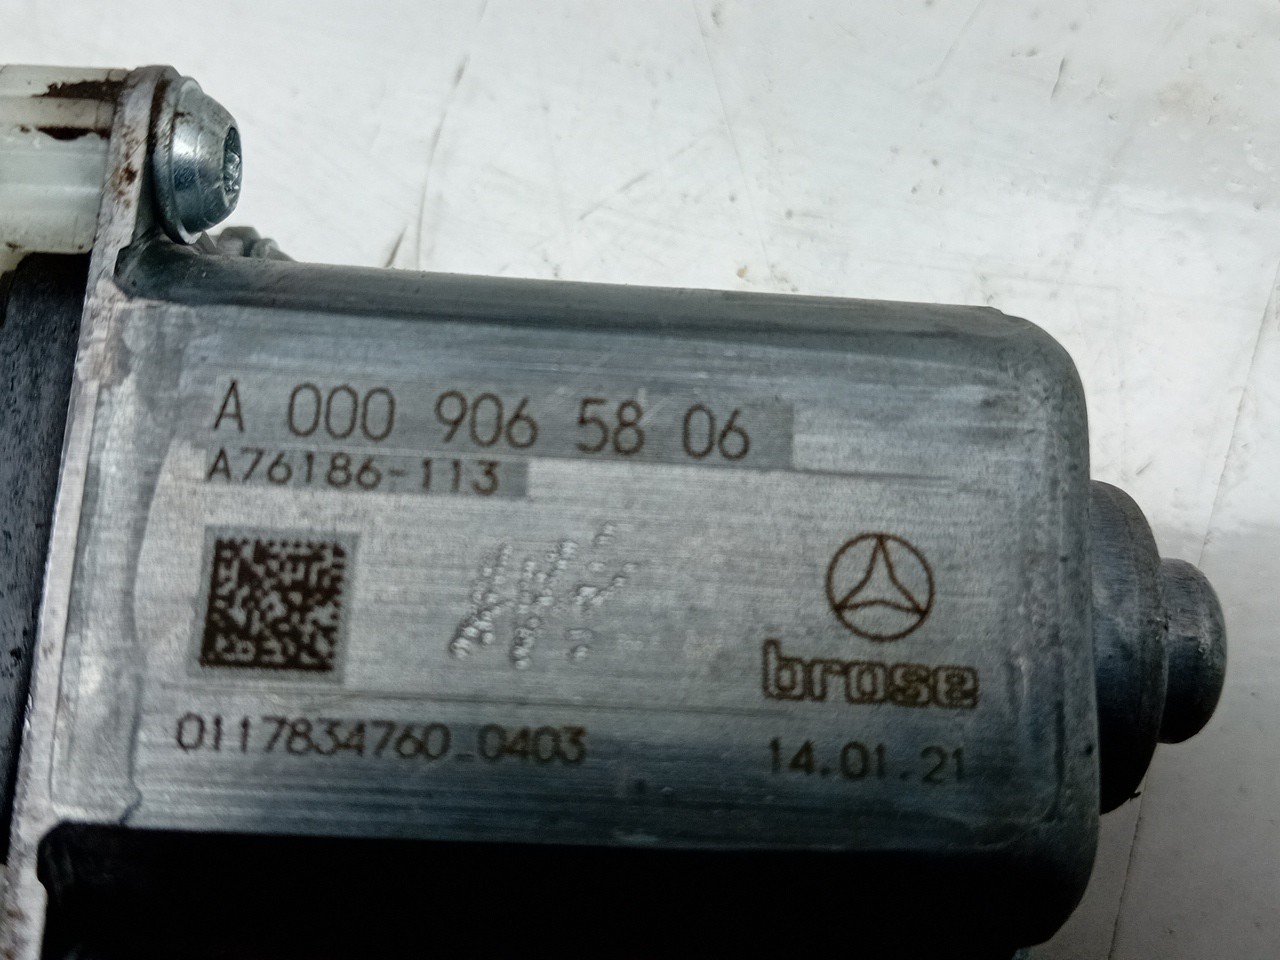 A 000 906 58 06
A76186-113
brose
0117834760_0403
14.01.21